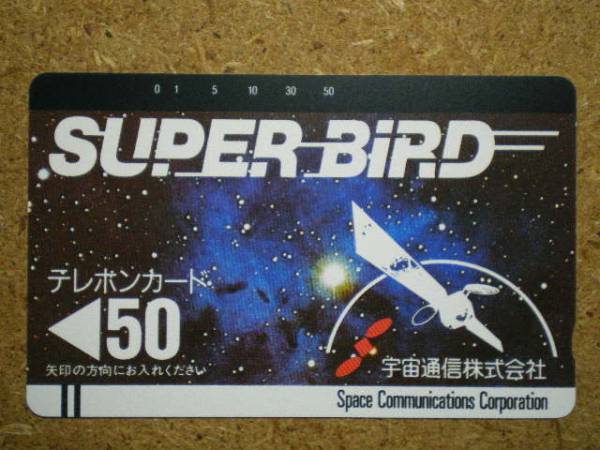 0 1 5 10 30 50
SUPER BiRD
テレホンカード
50
矢印の方向にお入れください
宇宙通信株式会社
Space Communications Corporation